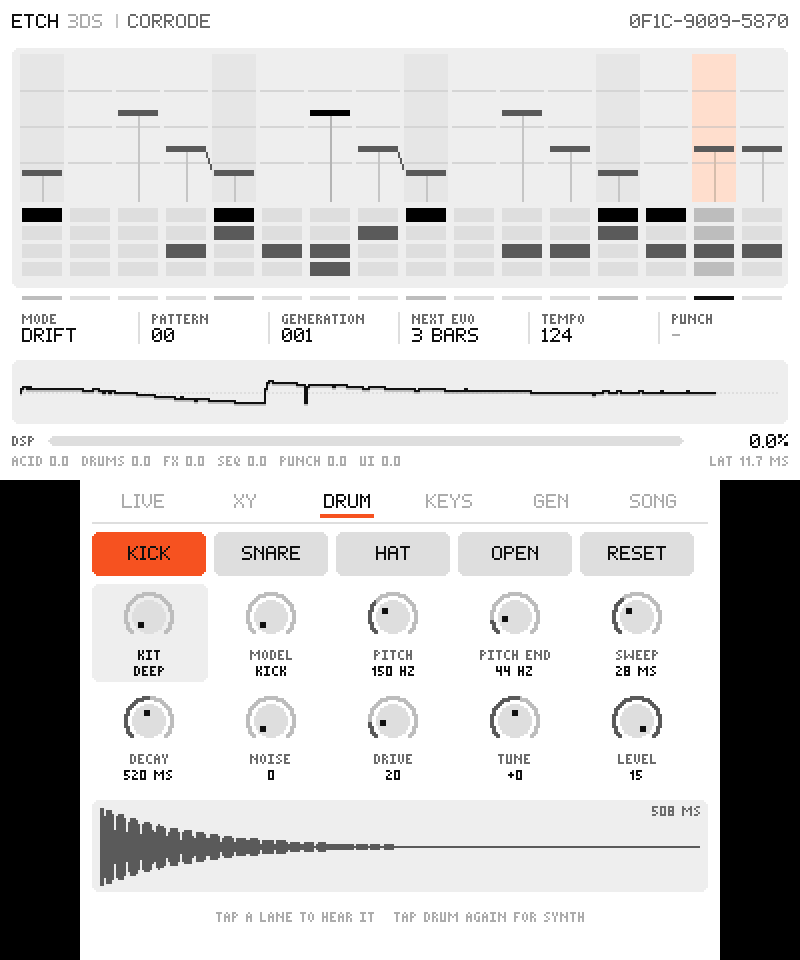 ETCH 3DS | CORRODE 0F1C-9009-5870
MODE PATTERN GENERATION NEXT EVO TEMPO PUNCH
DRIFT 00 001 3 BARS 124 -
DSP 0.0%
ACID 0.0 DRUMS 0.0 FX 0.0 SEQ 0.0 PUNCH 0.0 UI 0.0 LAT 11.7 MS
LIVE XY DRUM KEYS GEN SONG
KICK SNARE HAT OPEN RESET
KIT MODEL PITCH PITCH END SWEEP
DEEP KICK 150 HZ 44 HZ 28 MS
DECAY NOISE DRIVE TUNE LEVEL
520 MS 0 20 +0 15
508 MS
TAP A LANE TO HEAR IT TAP DRUM AGAIN FOR SYNTH